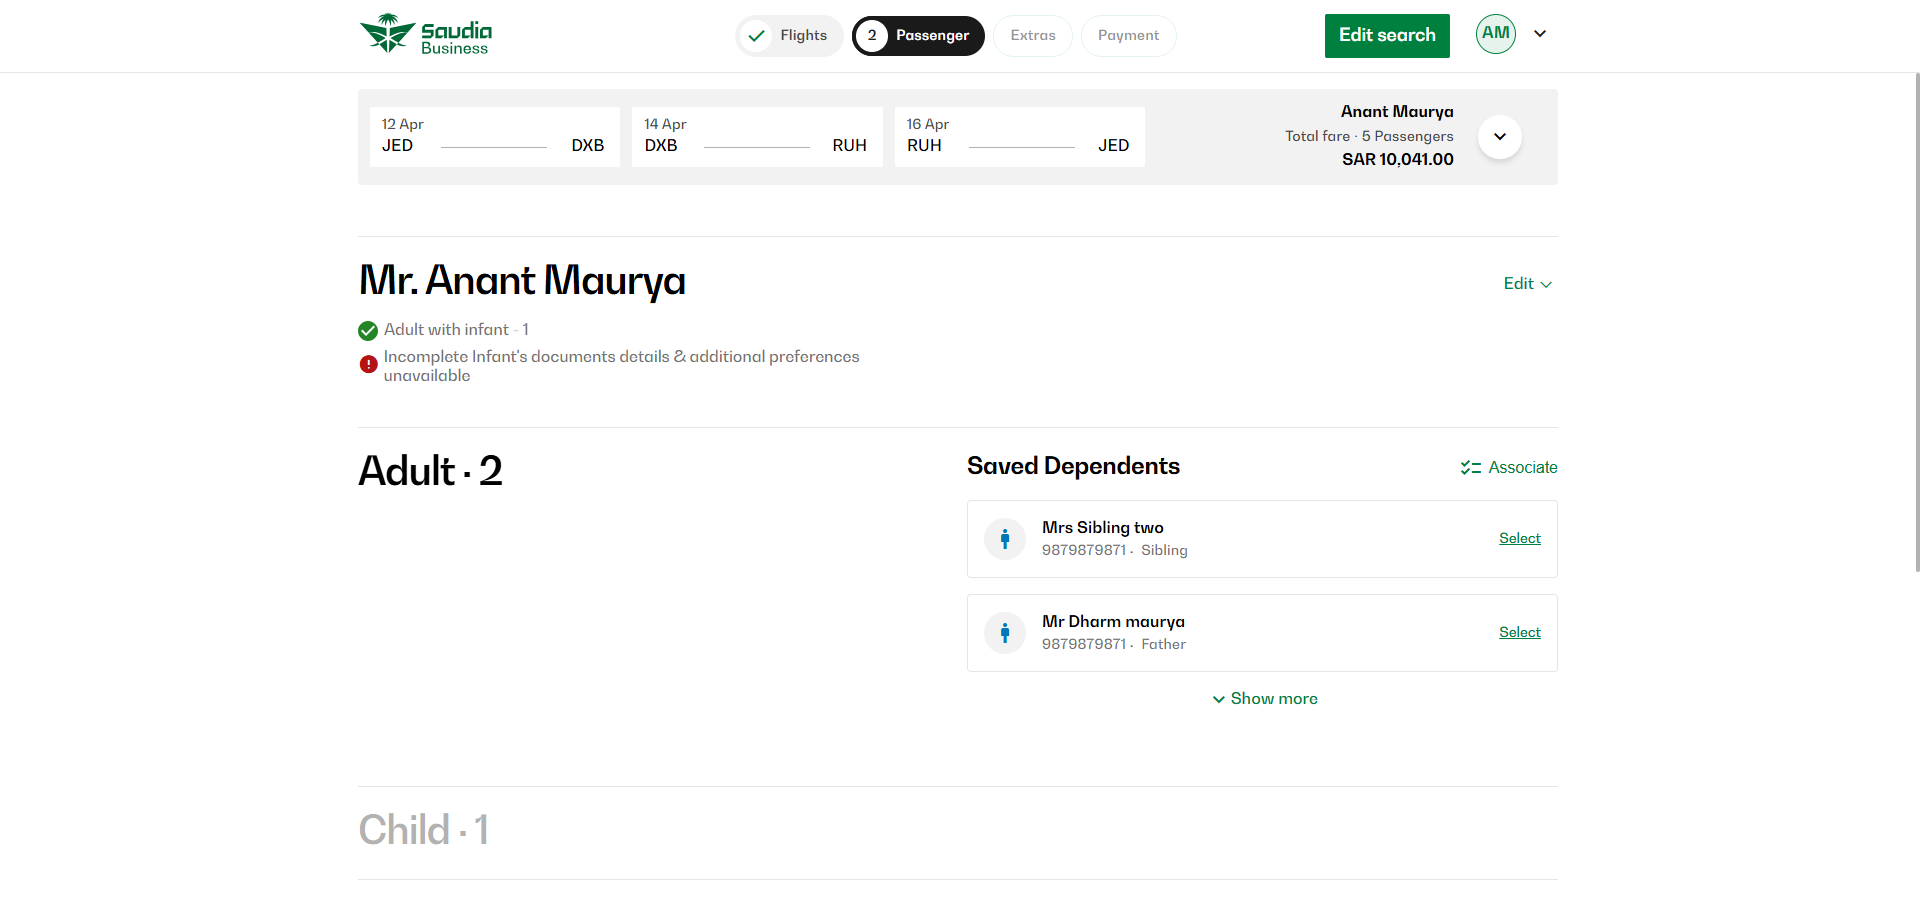 Saudia
Business
Flights
2 Passenger
Extras
Payment
Edit search
AM
12 Apr
JED DXB
14 Apr
DXB RUH
16 Apr
RUH JED
Anant Maurya
Total fare · 5 Passengers
SAR 10,041.00
Mr. Anant Maurya
Edit
Adult with infant - 1
Incomplete Infant's documents details & additional preferences
unavailable
Adult · 2
Saved Dependents
Associate
Mrs Sibling two
9879879871 · Sibling
Select
Mr Dharm maurya
9879879871 · Father
Select
Show more
Child · 1